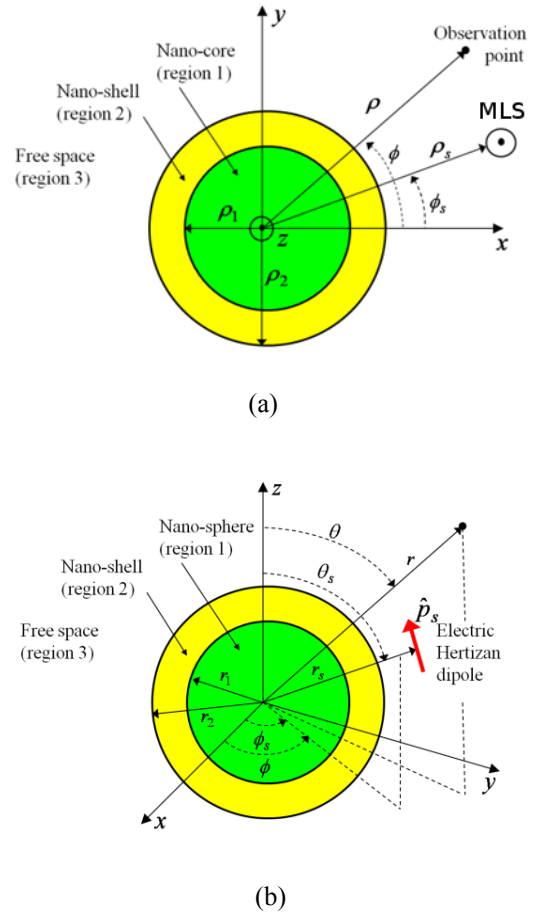 y
Nano-core
(region 1)
Observation
point
Nano-shell
(region 2)
ρ
MLS
Free space
(region 3)
ρs
ϕ
ϕs
ρ1
z
x
ρ2
(a)
z
Nano-sphere
(region 1)
θ
r
Nano-shell
(region 2)
θs
p̂s
Free space
(region 3)
Electric
Hertizan
dipole
rs
r1
r2
ϕs
ϕ
y
x
(b)